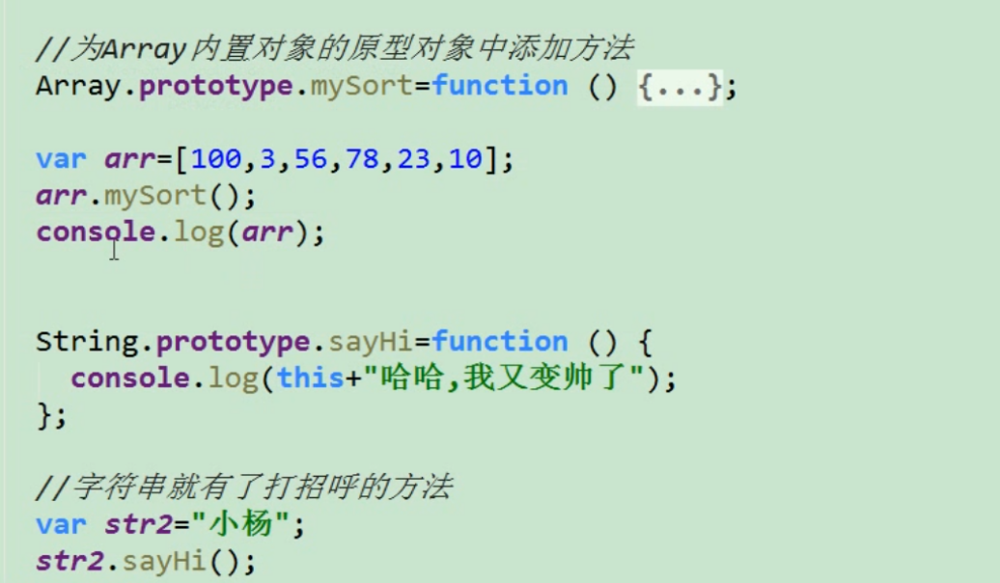 //为Array内置对象的原型对象中添加方法
Array.prototype.mySort=function () {...};
var arr=[100,3,56,78,23,10];
arr.mySort();
console.log(arr);
String.prototype.sayHi=function () {
console.log(this+"哈哈,我又变帅了");
};
//字符串就有了打招呼的方法
var str2="小杨";
str2.sayHi();